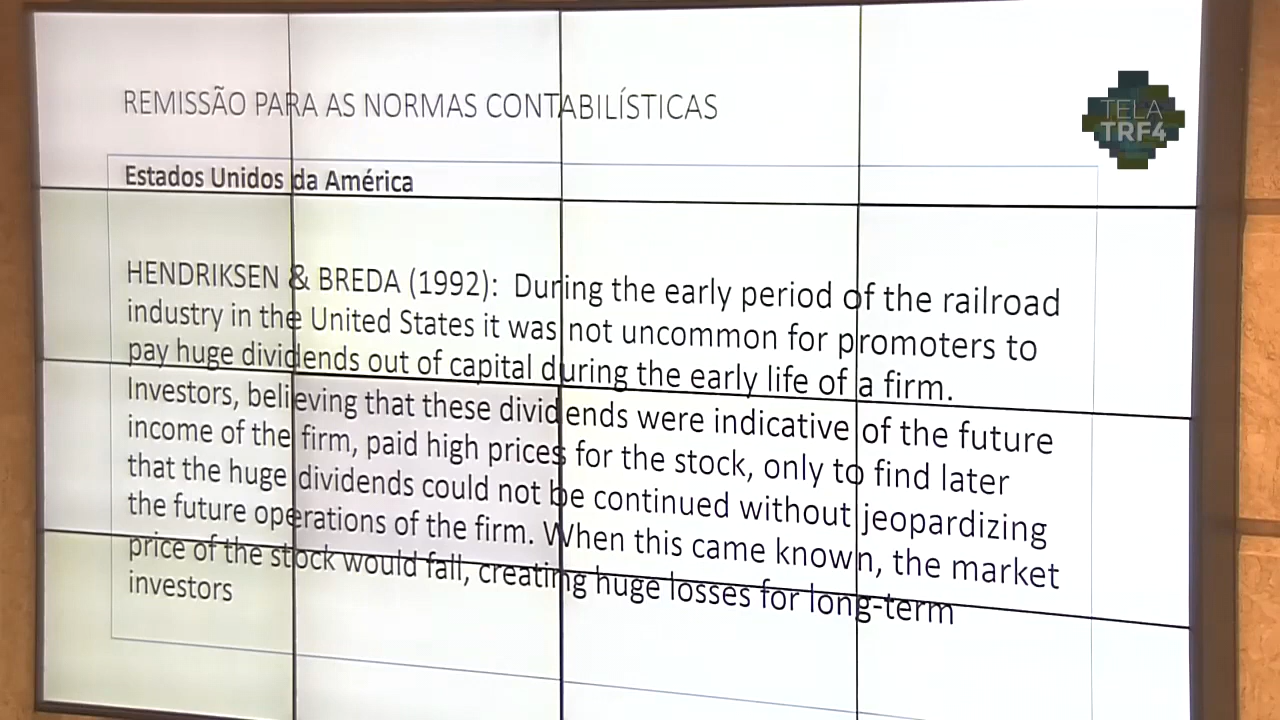 REMISSÃO PARA AS NORMAS CONTABILÍSTICAS
TELA
TRF4
Estados Unidos da América
HENDRIKSEN & BREDA (1992): During the early period of the railroad
industry in the United States it was not uncommon for promoters to
pay huge dividends out of capital during the early life of a firm.
Investors, believing that these dividends were indicative of the future
income of the firm, paid high prices for the stock, only to find later
that the huge dividends could not be continued without jeopardizing
the future operations of the firm. When this came known, the market
price of the stock would fall, creating huge losses for long-term
investors